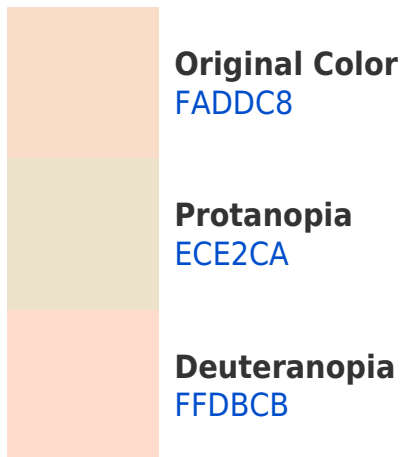 Original Color
FADDC8
Protanopia
ECE2CA
Deuteranopia
FFDBCB